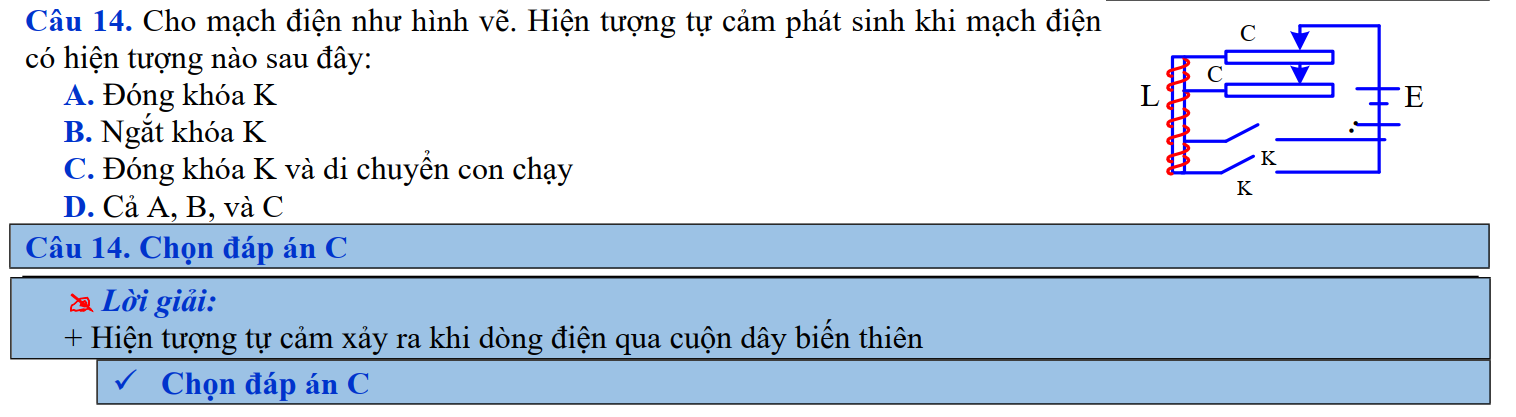 Câu 14. Cho mạch điện như hình vẽ. Hiện tượng tự cảm phát sinh khi mạch điện
có hiện tượng nào sau đây:
A. Đóng khóa K
B. Ngắt khóa K
C. Đóng khóa K và di chuyển con chạy
D. Cả A, B, và C
C
C
L
E
K
K
Câu 14. Chọn đáp án C
Lời giải:
+ Hiện tượng tự cảm xảy ra khi dòng điện qua cuộn dây biến thiên
✓ Chọn đáp án C